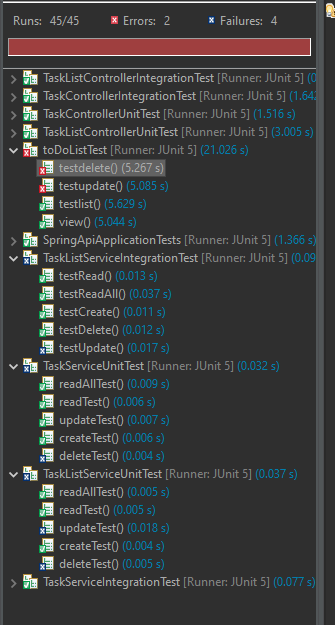 Runs: 45/45 Errors: 2 Failures: 4
TaskListControllerIntegrationTest [Runner: JUnit 5] (0
TaskControllerIntegrationTest [Runner: JUnit 5] (1.642
TaskControllerUnitTest [Runner: JUnit 5] (1.516 s)
TaskListControllerUnitTest [Runner: JUnit 5] (3.005 s)
toDoListTest [Runner: JUnit 5] (21.026 s)
testdelete() (5.267 s)
testupdate() (5.085 s)
testlist() (5.629 s)
view() (5.044 s)
SpringApiApplicationTests [Runner: JUnit 5] (1.366 s)
TaskListServiceIntegrationTest [Runner: JUnit 5] (0.09
testRead() (0.013 s)
testReadAll() (0.037 s)
testCreate() (0.011 s)
testDelete() (0.012 s)
testUpdate() (0.017 s)
TaskServiceUnitTest [Runner: JUnit 5] (0.032 s)
readAllTest() (0.009 s)
readTest() (0.006 s)
updateTest() (0.007 s)
createTest() (0.006 s)
deleteTest() (0.004 s)
TaskListServiceUnitTest [Runner: JUnit 5] (0.037 s)
readAllTest() (0.005 s)
readTest() (0.005 s)
updateTest() (0.018 s)
createTest() (0.004 s)
deleteTest() (0.005 s)
TaskServiceIntegrationTest [Runner: JUnit 5] (0.077 s)